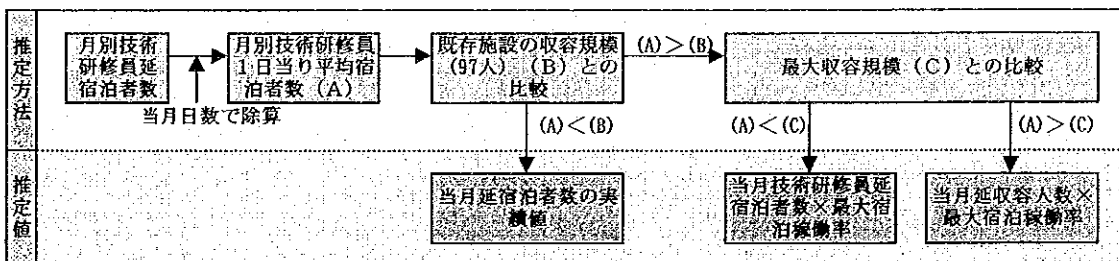 推定方法
月別技術
研修員延
宿泊者数
当月日数で除算
月別技術研修員
1日当り平均宿
泊者数(A)
既存施設の収容規模
(97人)(B)との
比較
(A)>(B)
最大収容規模(C)との比較
(A)<(B)
(A)<(C)
(A)>(C)
推定値
当月延宿泊者数の実
績値
当月技術研修員延
宿泊者数×最大宿
泊稼働率
当月延収容人数×
最大宿泊稼働率